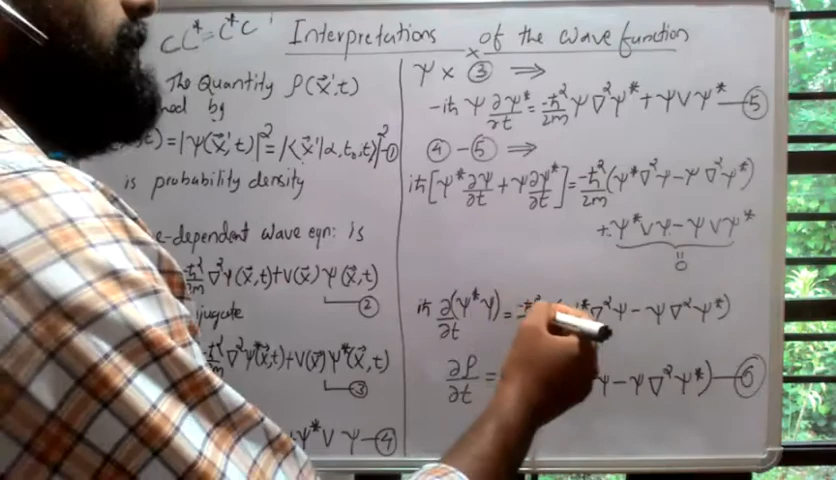 CC* = C*C
Interpretations of the wave function
The Quantity ρ(x⃗',t)
by
= |ψ(x⃗',t)|² = |⟨x⃗'|α,t₀,t⟩|² — ①
is probability density
e-dependent wave eqn: is
ħ²/2m ∇²ψ(x⃗,t)+V(x⃗) ψ(x⃗,t)
— ②
jugate
ħ²/2m ∇²ψ*(x⃗,t)+V(x⃗) ψ*(x⃗,t)
— ③
ψ* V ψ — ④
ψ × ③ ⇒
-iħ ψ ∂ψ*/∂t = -ħ²/2m ψ ∇²ψ* + ψ V ψ* — ⑤
④ - ⑤ ⇒
iħ [ψ* ∂ψ/∂t + ψ ∂ψ*/∂t] = -ħ²/2m (ψ*∇²ψ - ψ ∇²ψ*)
+ ψ*Vψ - ψVψ*
0
iħ ∂(ψ*ψ)/∂t = ∇²ψ - ψ ∇²ψ*)
∂ρ/∂t = ψ - ψ ∇²ψ*) — ⑥